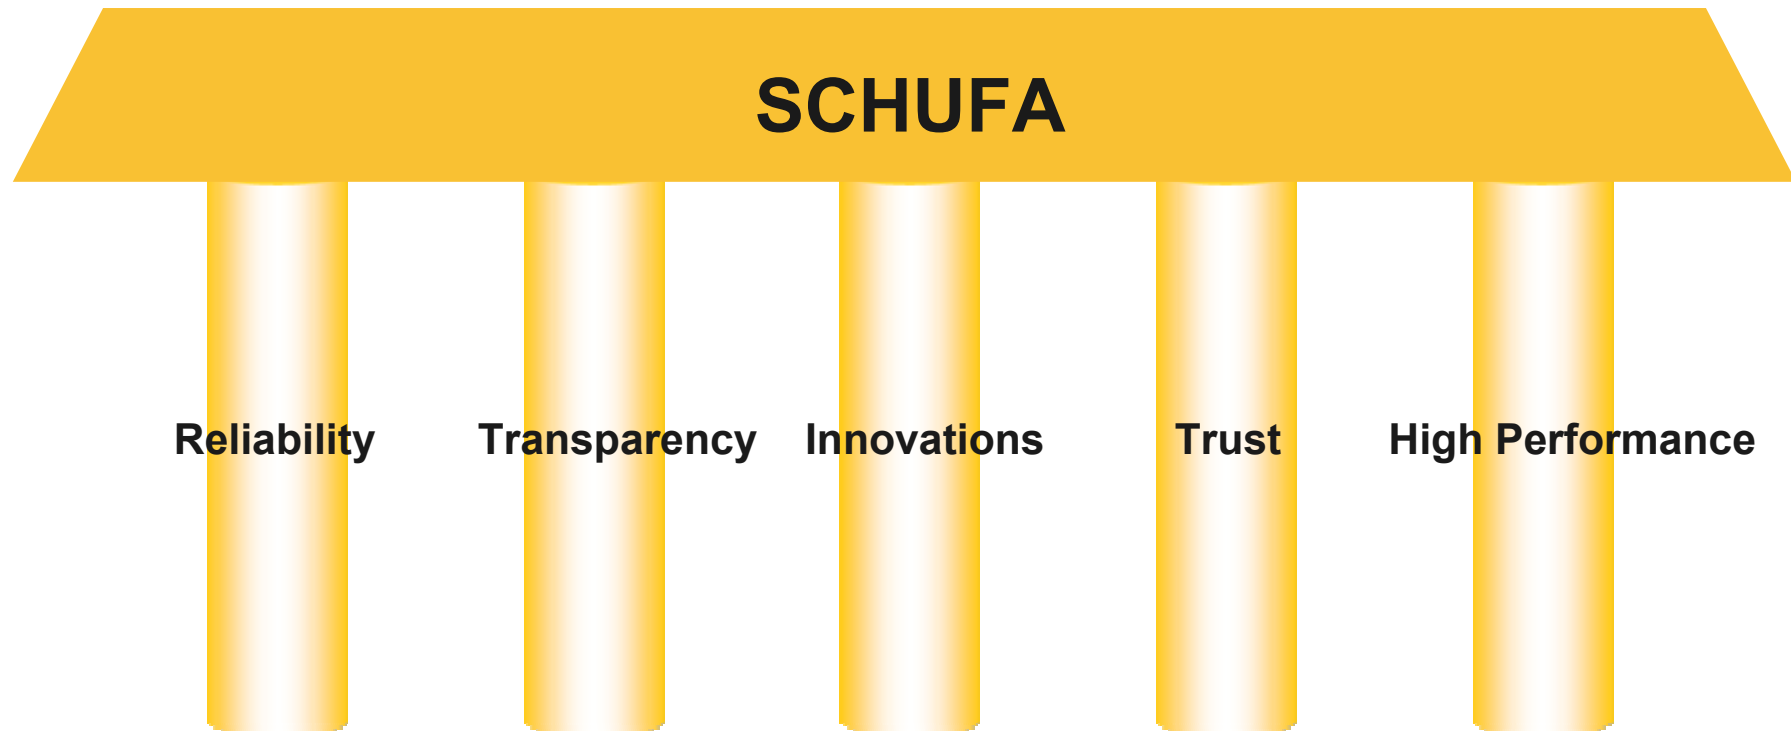 SCHUFA
Reliability
Transparency
Innovations
Trust
High Performance